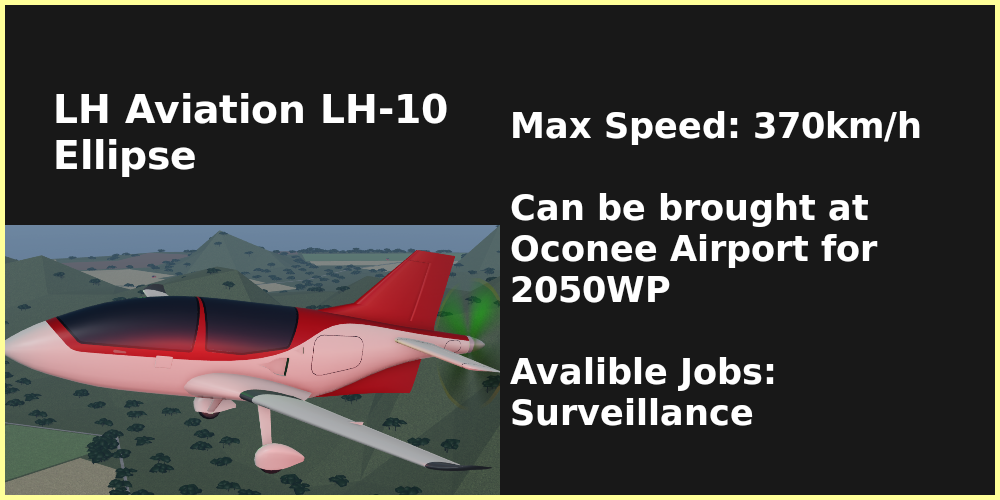 LH Aviation LH-10
Ellipse
Max Speed: 370km/h
Can be brought at
Oconee Airport for
2050WP
Avalible Jobs:
Surveillance